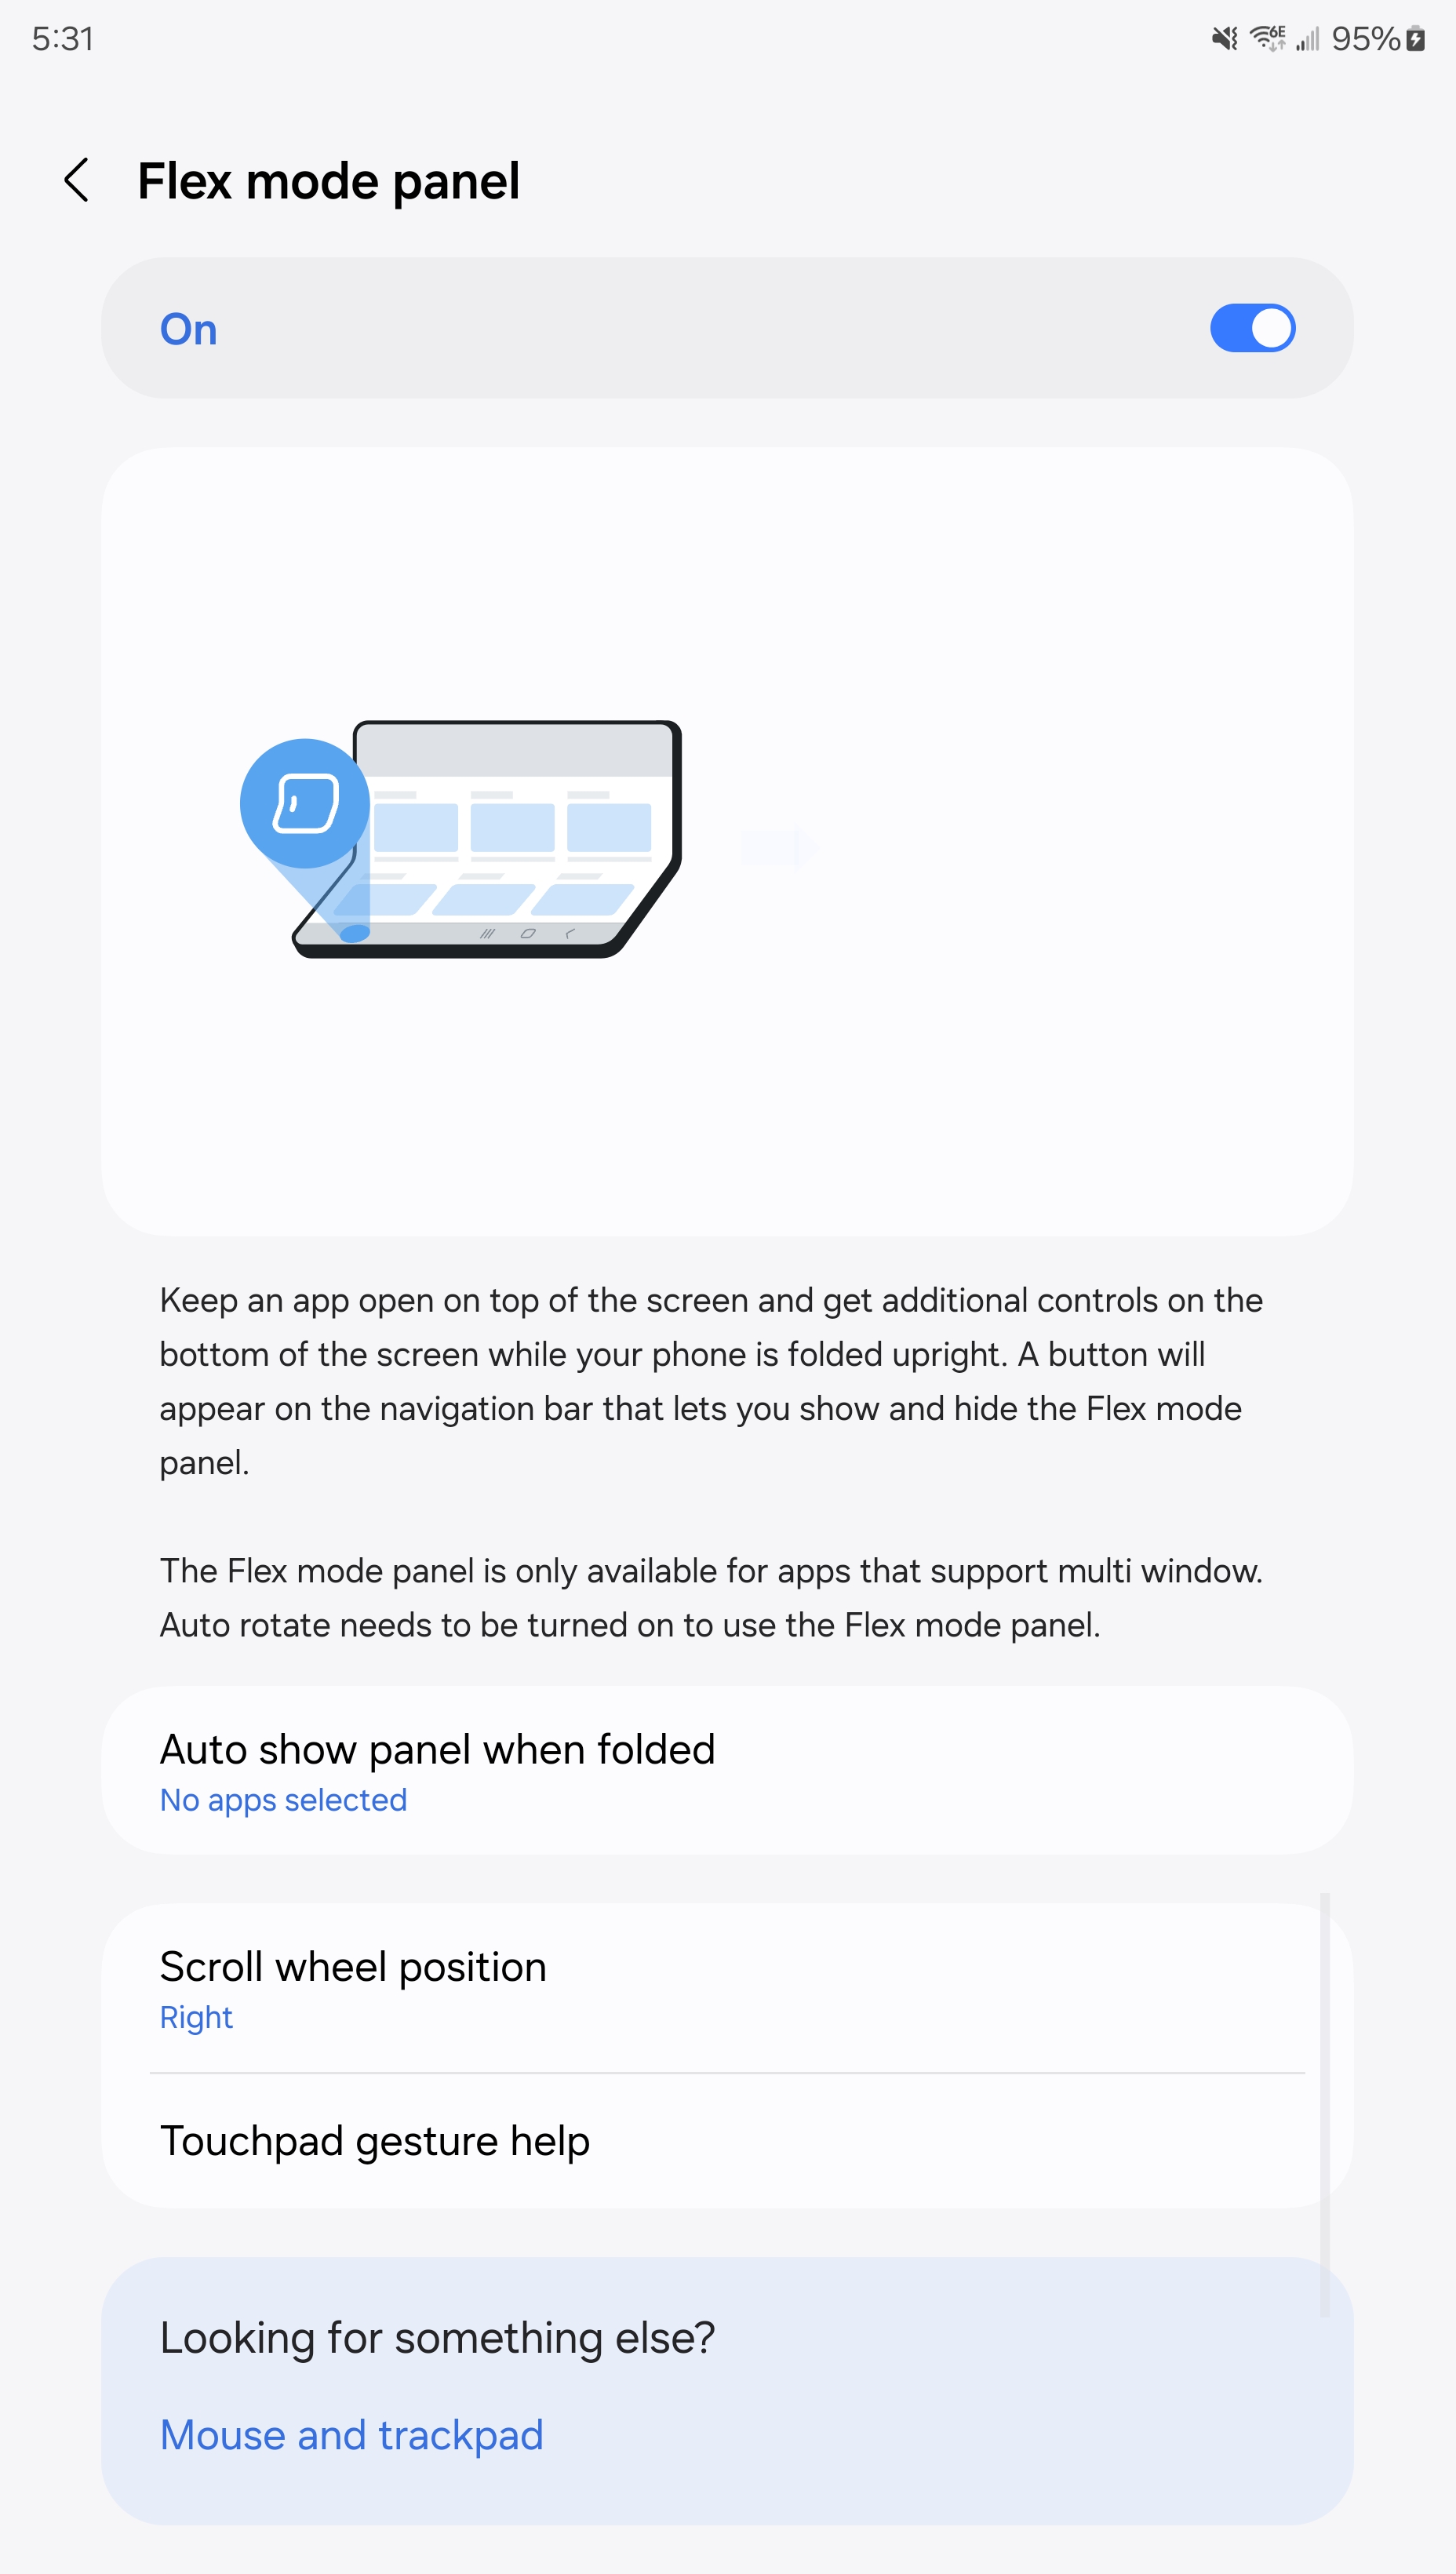 5:31
6E
95%
Flex mode panel
On
Keep an app open on top of the screen and get additional controls on the
bottom of the screen while your phone is folded upright. A button will
appear on the navigation bar that lets you show and hide the Flex mode
panel.
The Flex mode panel is only available for apps that support multi window.
Auto rotate needs to be turned on to use the Flex mode panel.
Auto show panel when folded
No apps selected
Scroll wheel position
Right
Touchpad gesture help
Looking for something else?
Mouse and trackpad